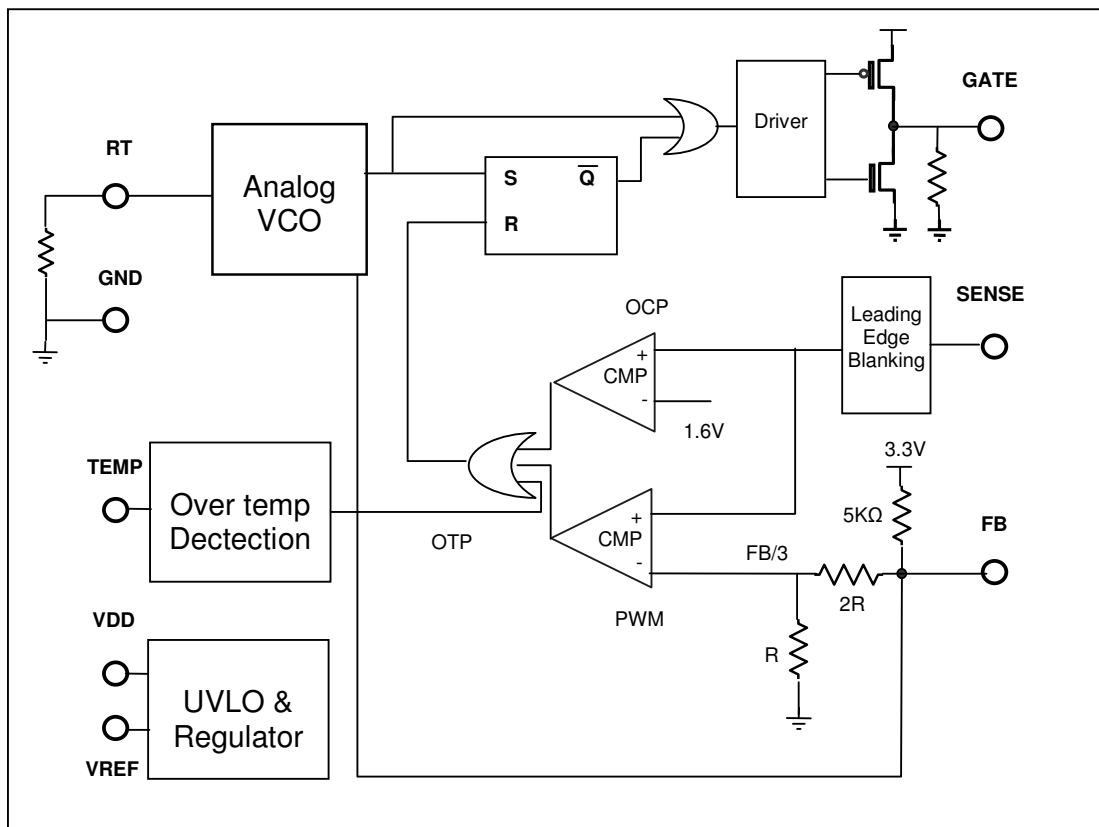 GATE
Driver
RT
Analog
VCO
S
Q
R
GND
OCP
Leading
Edge
Blanking
SENSE
+
CMP
-
1.6V
3.3V
TEMP
Over temp
Dectection
OTP
+
CMP
-
5KΩ
FB
FB/3
2R
PWM
R
VDD
UVLO &
Regulator
VREF